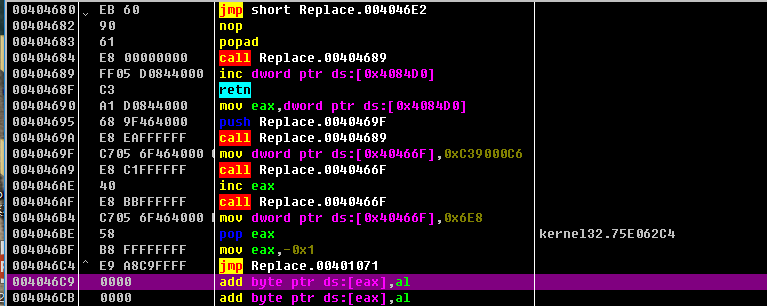 00404680 EB 60 jmp short Replace.004046E2
00404682 90 nop
00404683 61 popad
00404684 E8 00000000 call Replace.00404689
00404689 FF05 D0844000 inc dword ptr ds:[0x4084D0]
0040468F C3 retn
00404690 A1 D0844000 mov eax,dword ptr ds:[0x4084D0]
00404695 68 9F464000 push Replace.0040469F
0040469A E8 EAFFFFFF call Replace.00404689
0040469F C705 6F464000 mov dword ptr ds:[0x40466F],0xC39000C6
004046A9 E8 C1FFFFFF call Replace.0040466F
004046AE 40 inc eax
004046AF E8 BBFFFFFF call Replace.0040466F
004046B4 C705 6F464000 mov dword ptr ds:[0x40466F],0x6E8
004046BE 58 pop eax kernel32.75E062C4
004046BF B8 FFFFFFFF mov eax,-0x1
004046C4 E9 A8C9FFFF jmp Replace.00401071
004046C9 0000 add byte ptr ds:[eax],al
004046CB 0000 add byte ptr ds:[eax],al